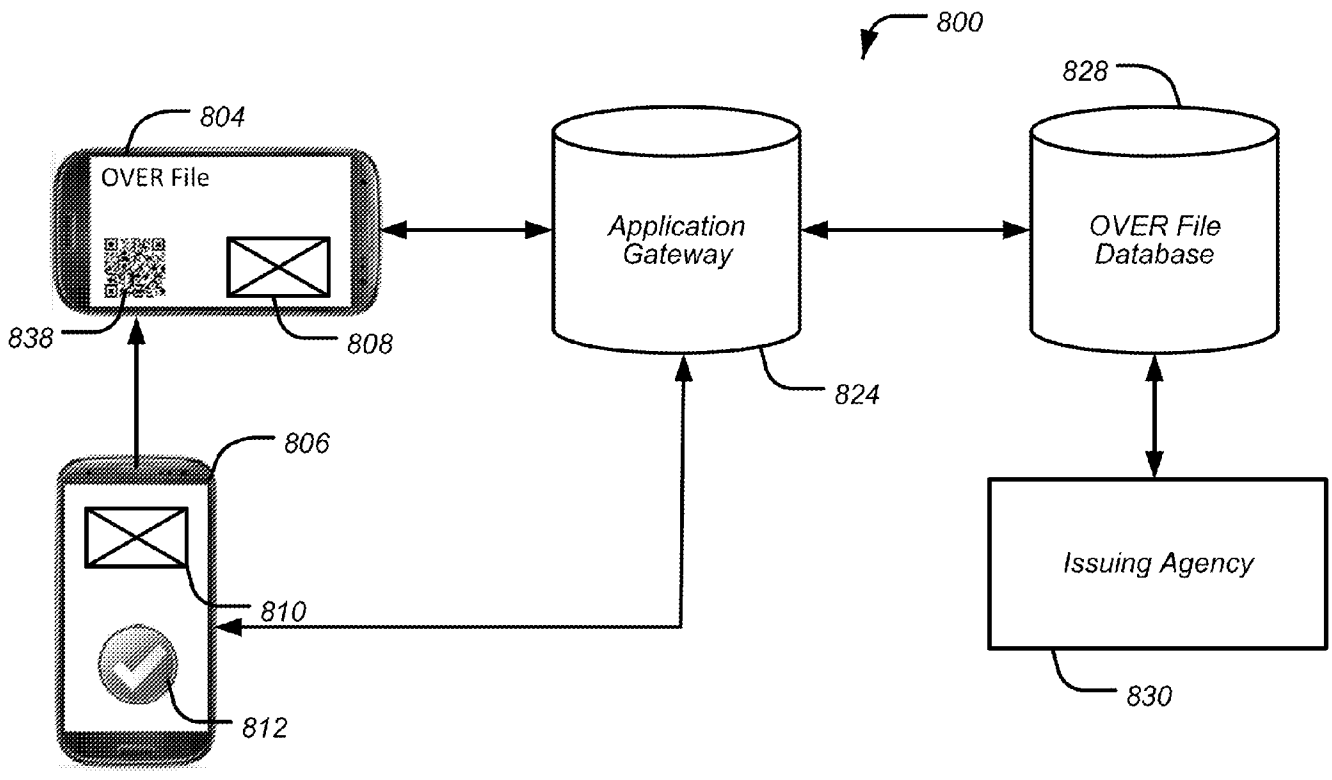 800
828
804
OVER File
Application
Gateway
OVER File
Database
838
808
824
806
Issuing Agency
810
812
830